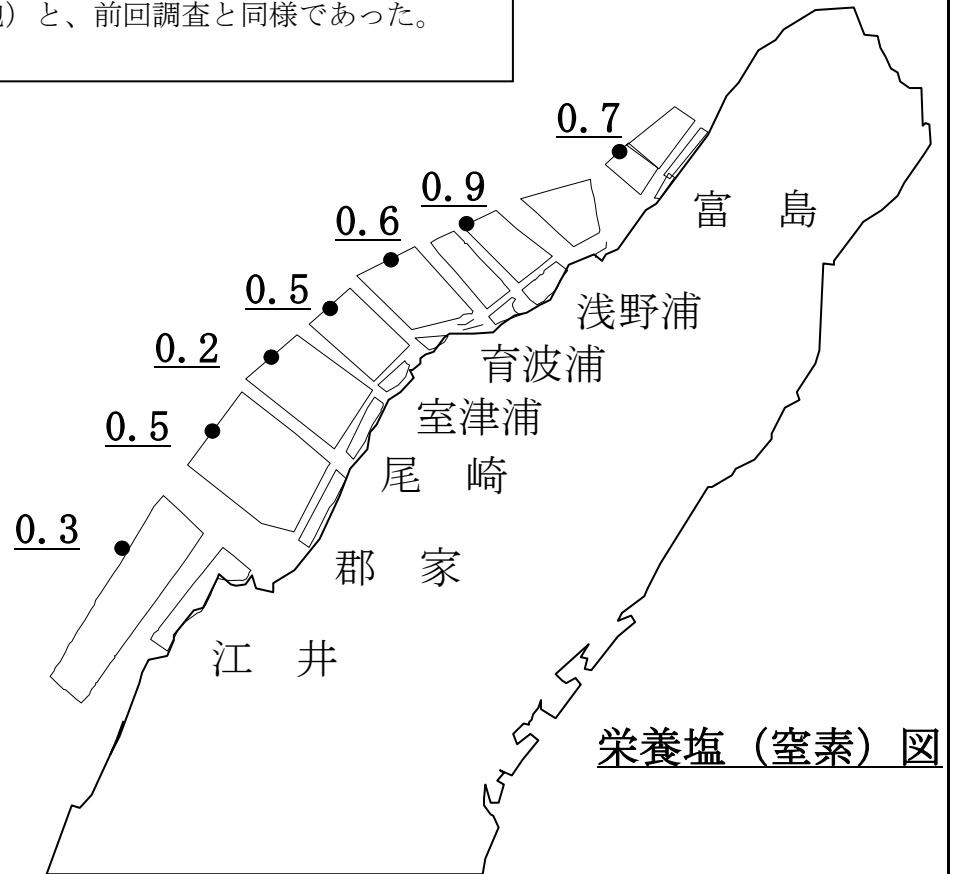 ）と、前回調査と同様であった。
0.7
0.9
0.6
0.5
0.2
0.5
0.3
富 島
浅野浦
育波浦
室津浦
尾 崎
郡 家
江 井
栄養塩（窒素）図